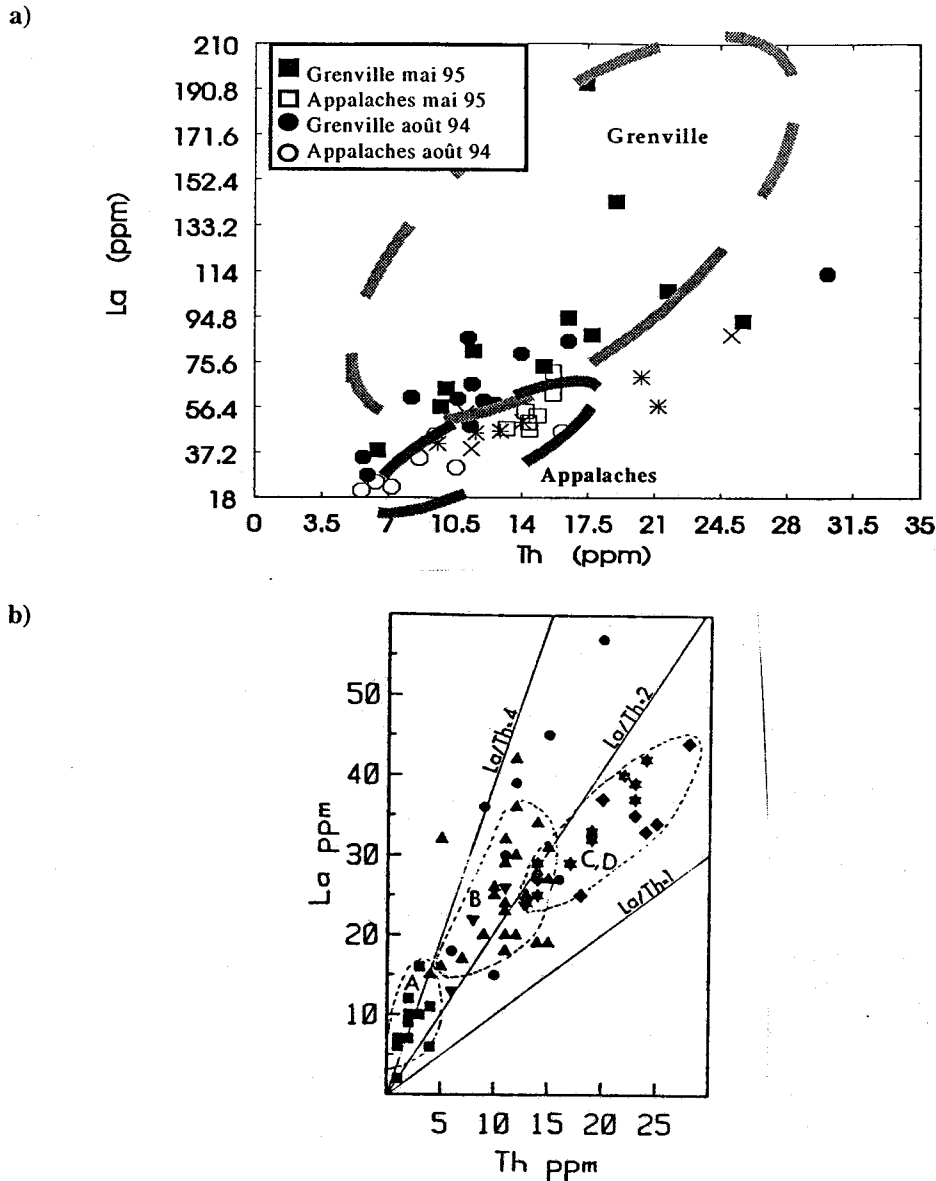 a)
210
190.8
171.6
152.4
133.2
114
94.8
75.6
56.4
37.2
18
La (ppm)
Grenville mai 95
Appalaches mai 95
Grenville août 94
Appalaches août 94
Grenville
Appalaches
0 3.5 7 10.5 14 17.5 21 24.5 28 31.5 35
Th (ppm)
b)
50
40
30
20
10
La ppm
La/Th=4
La/Th=2
La/Th=1
A
B
C,D
5 10 15 20 25
Th ppm